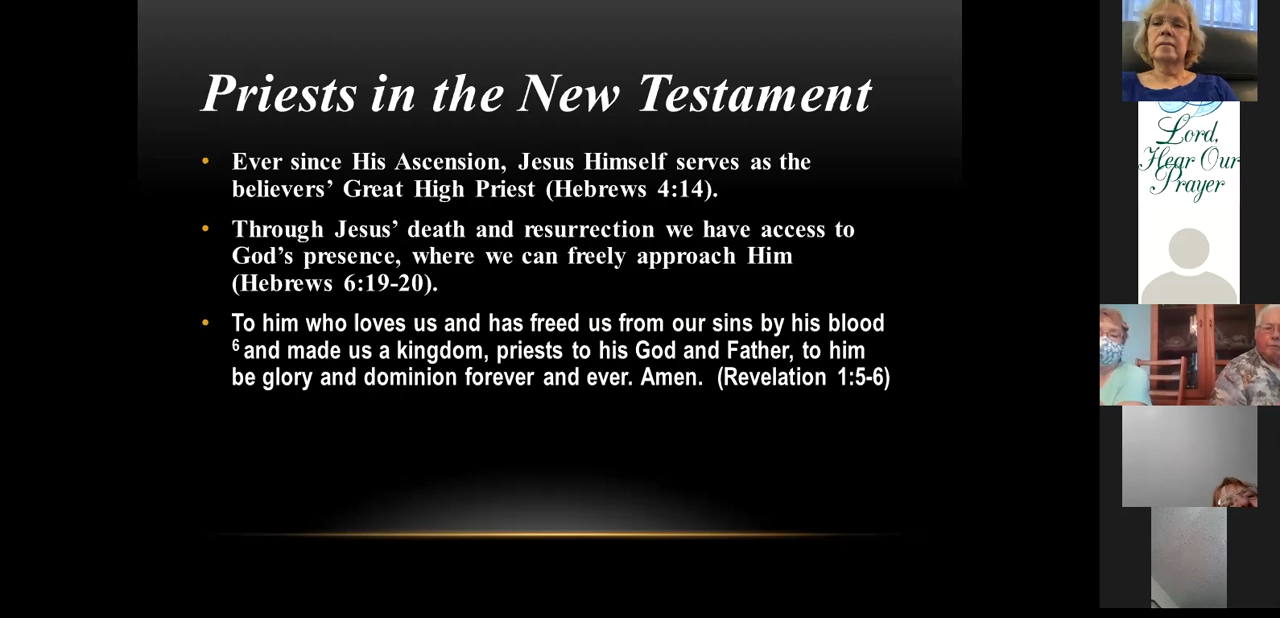 Priests in the New Testament
• Ever since His Ascension, Jesus Himself serves as the
believers’ Great High Priest (Hebrews 4:14).
• Through Jesus’ death and resurrection we have access to
God’s presence, where we can freely approach Him
(Hebrews 6:19-20).
• To him who loves us and has freed us from our sins by his blood
6 and made us a kingdom, priests to his God and Father, to him
be glory and dominion forever and ever. Amen. (Revelation 1:5-6)
Lord,
Hear Our
Prayer